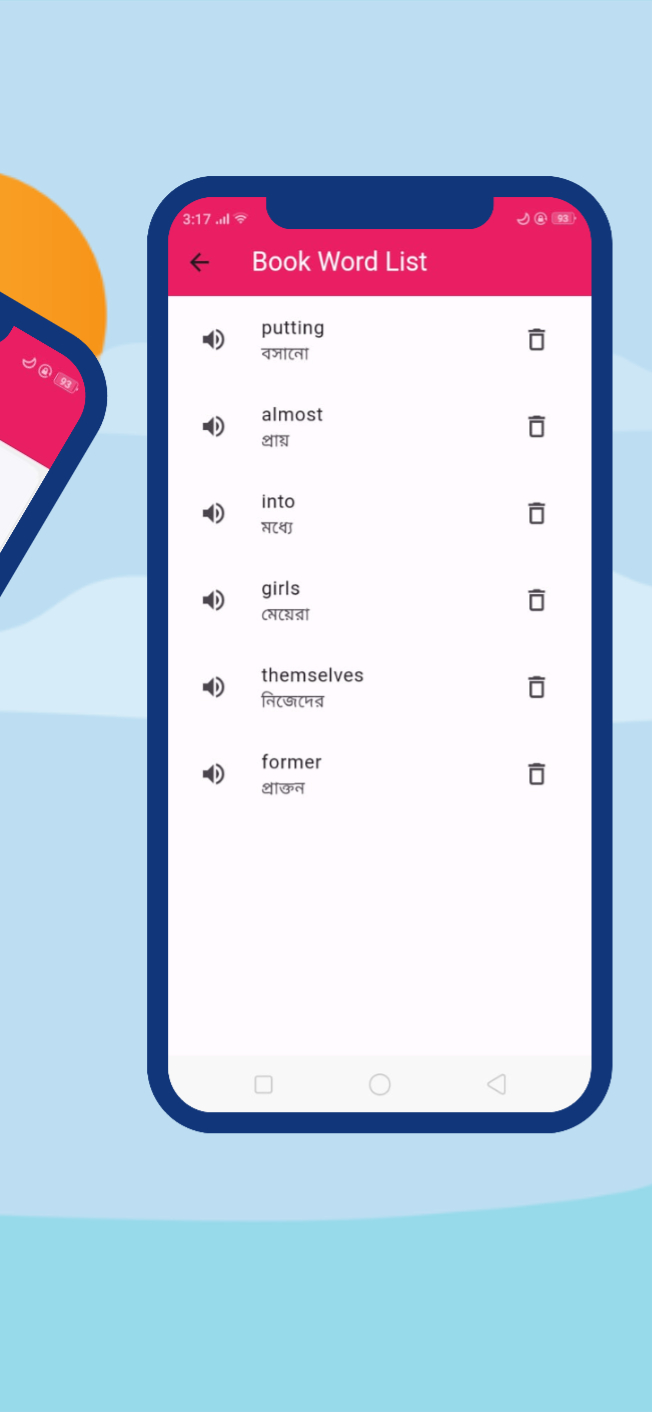 3:17
93
Book Word List
putting
বসানো
almost
প্রায়
into
মধ্যে
girls
মেয়েরা
themselves
নিজেদের
former
প্রাক্তন
93